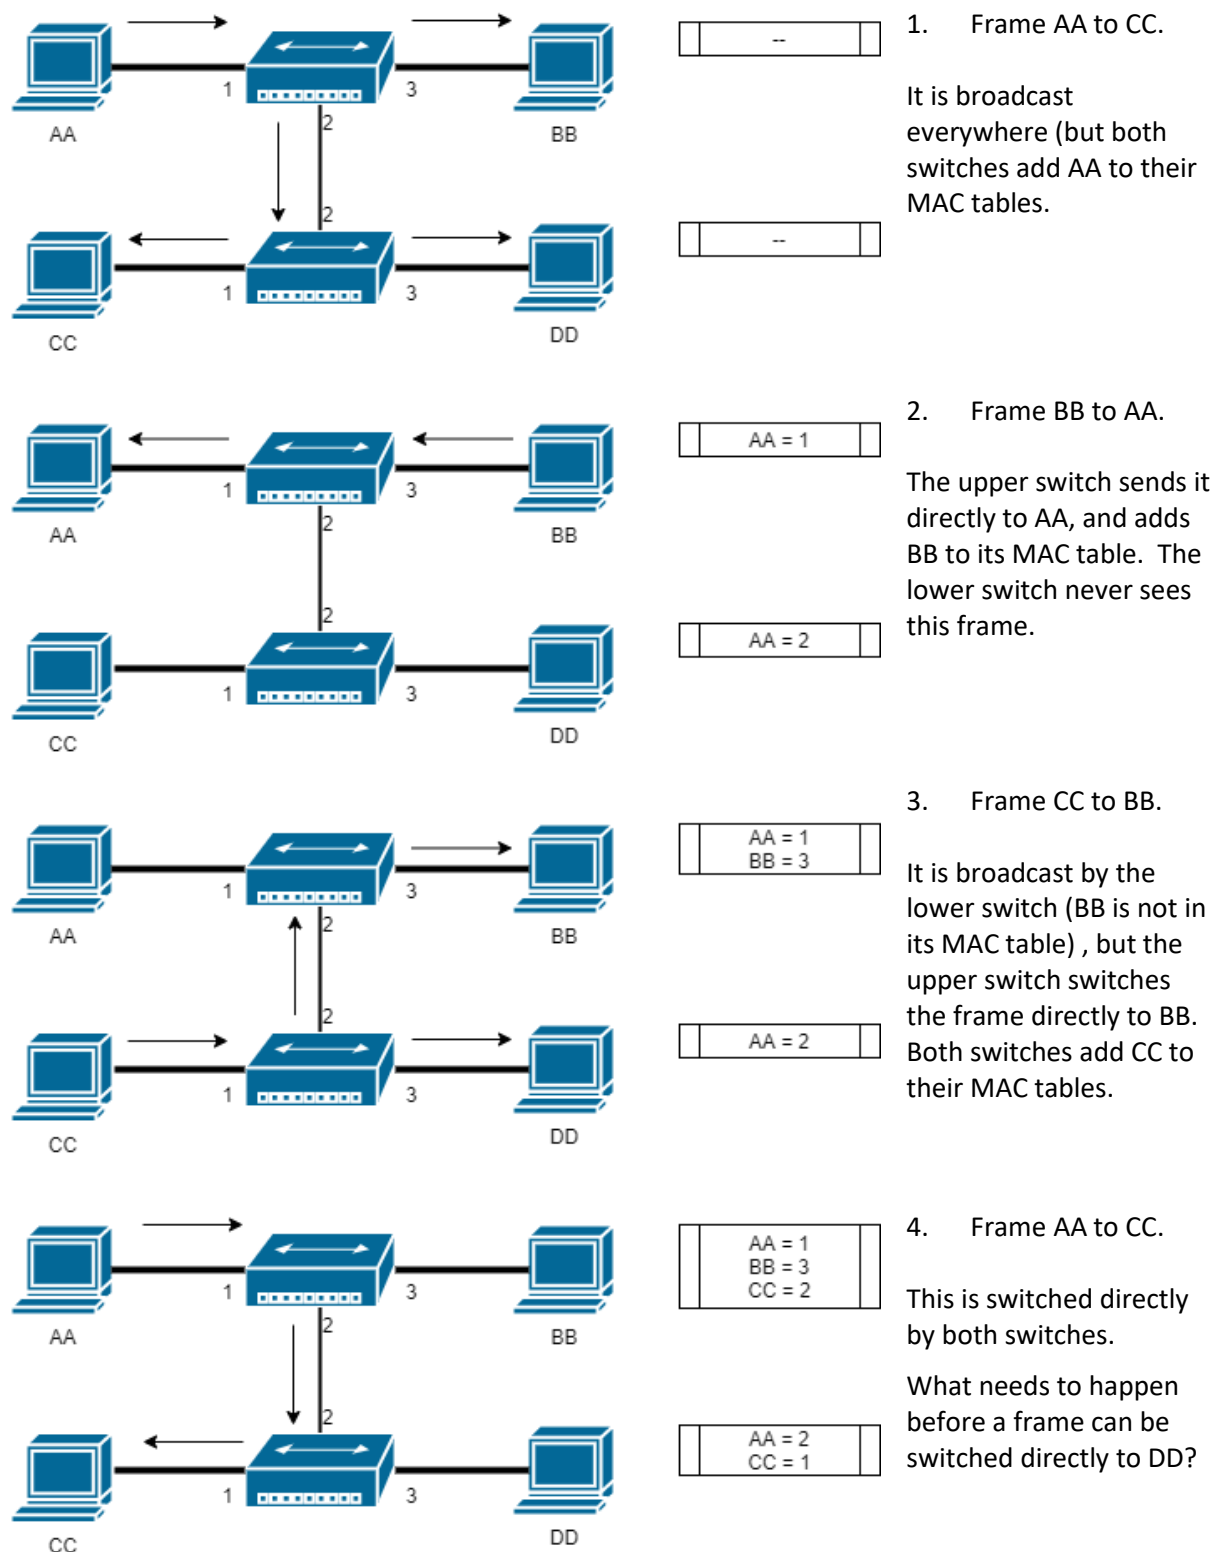 AA
1
2
3
BB
2
CC
1
3
DD
--
--
1. Frame AA to CC.
It is broadcast
everywhere (but both
switches add AA to their
MAC tables.
AA
1
2
3
BB
2
CC
1
3
DD
AA = 1
AA = 2
2. Frame BB to AA.
The upper switch sends it
directly to AA, and adds
BB to its MAC table. The
lower switch never sees
this frame.
AA
1
2
3
BB
2
CC
1
3
DD
AA = 1
BB = 3
AA = 2
3. Frame CC to BB.
It is broadcast by the
lower switch (BB is not in
its MAC table) , but the
upper switch switches
the frame directly to BB.
Both switches add CC to
their MAC tables.
AA
1
2
3
BB
2
CC
1
3
DD
AA = 1
BB = 3
CC = 2
AA = 2
CC = 1
4. Frame AA to CC.
This is switched directly
by both switches.
What needs to happen
before a frame can be
switched directly to DD?